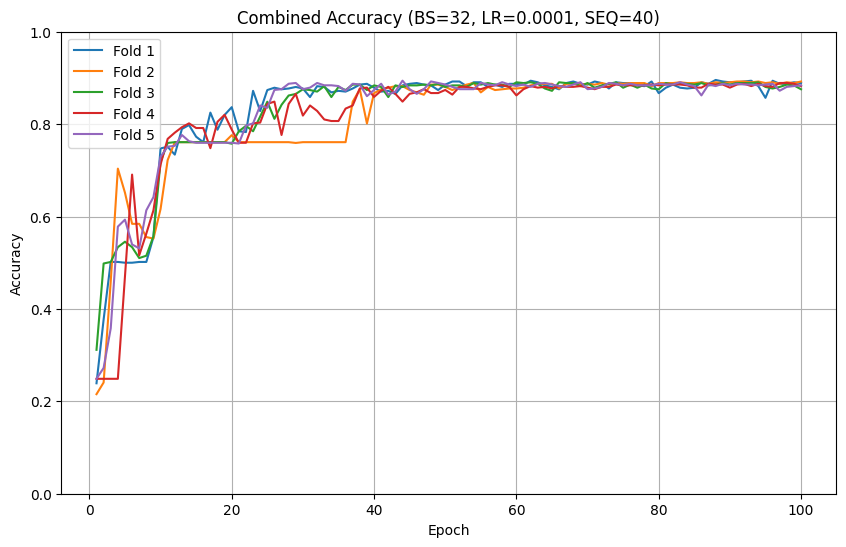 Combined Accuracy (BS=32, LR=0.0001, SEQ=40)
Fold 1
Fold 2
Fold 3
Fold 4
Fold 5
1.0
0.8
0.6
0.4
0.2
0.0
Accuracy
0 20 40 60 80 100
Epoch